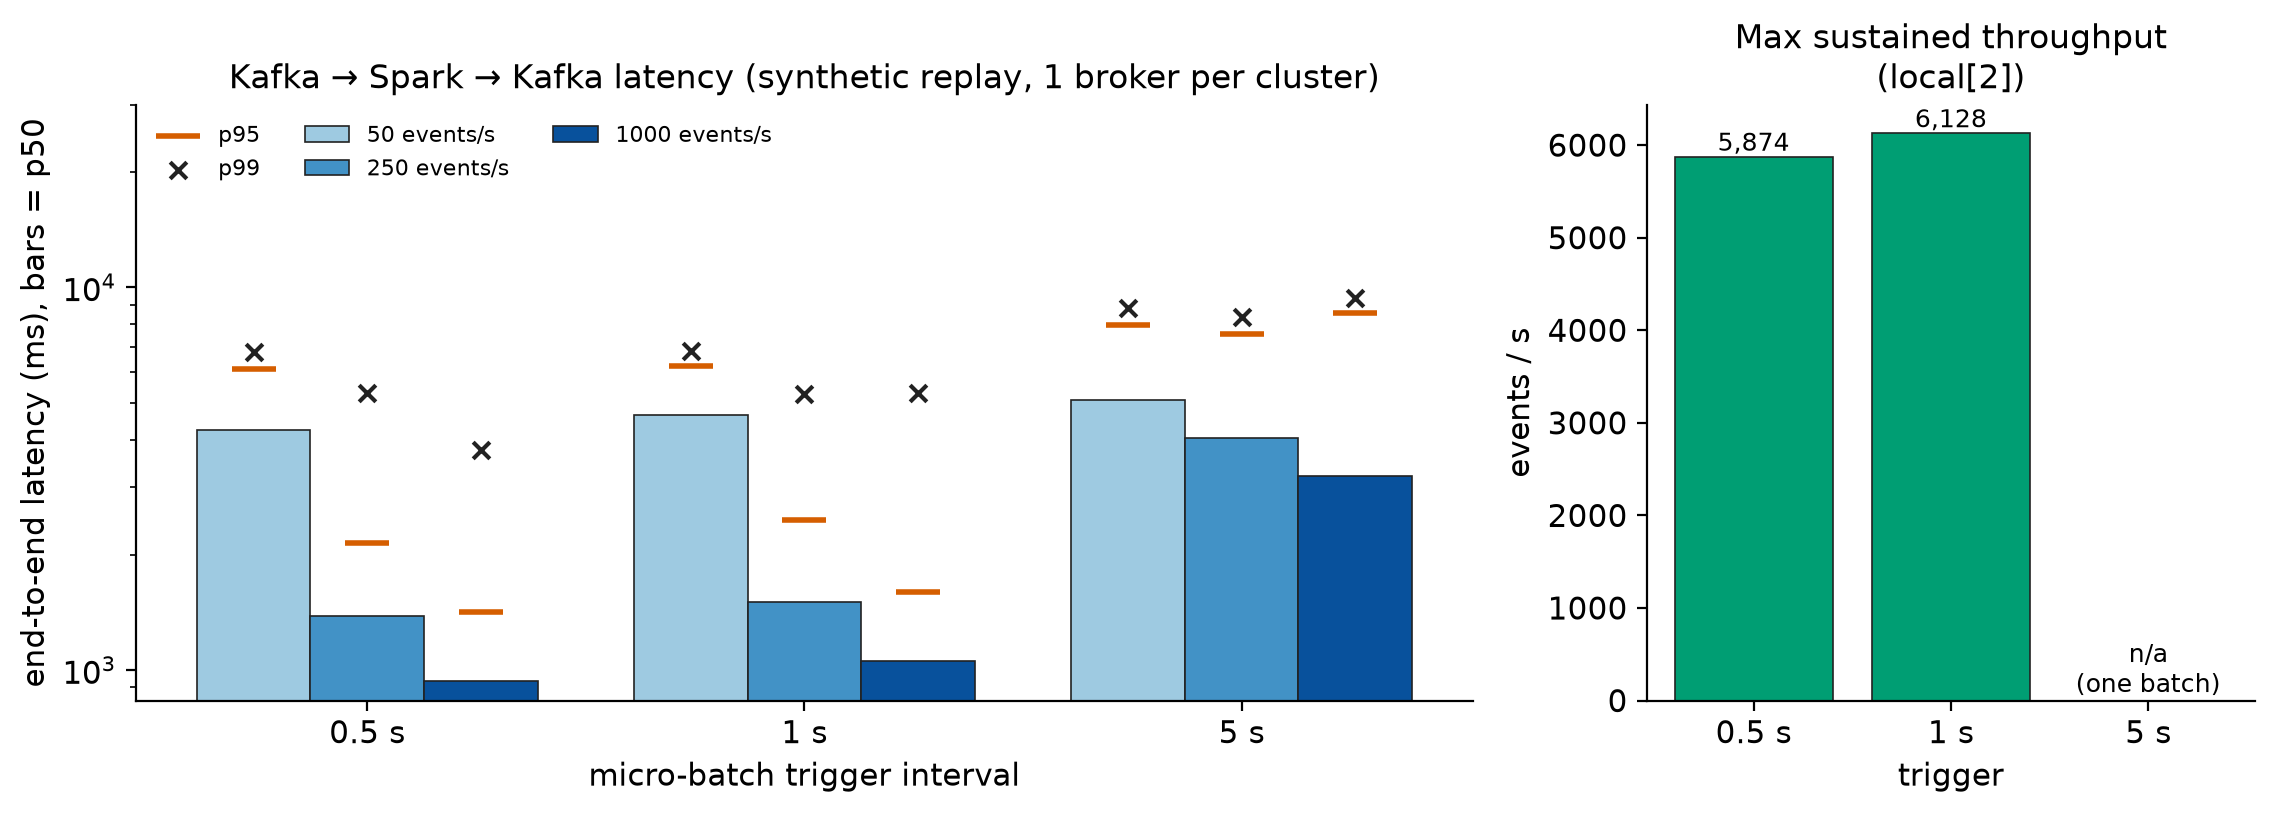 Kafka → Spark → Kafka latency (synthetic replay, 1 broker per cluster)
end-to-end latency (ms), bars = p50
p95
p99
50 events/s
250 events/s
1000 events/s
10⁴
10³
0.5 s
1 s
5 s
micro-batch trigger interval
Max sustained throughput
(local[2])
events / s
6000
5000
4000
3000
2000
1000
0
5,874
6,128
n/a
(one batch)
0.5 s
1 s
5 s
trigger